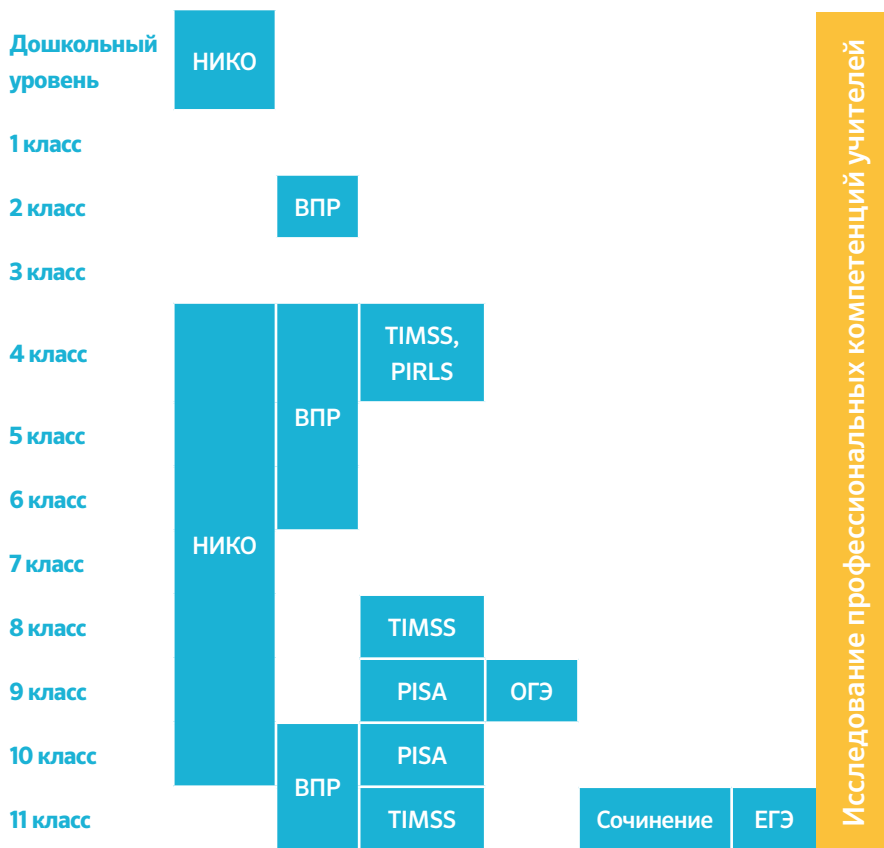 Дошкольный
уровень
НИКО
1 класс
2 класс
ВПР
3 класс
4 класс
TIMSS,
PIRLS
5 класс
ВПР
6 класс
НИКО
7 класс
8 класс
TIMSS
9 класс
PISA
ОГЭ
10 класс
PISA
ВПР
11 класс
TIMSS
Сочинение
ЕГЭ
Исследование профессиональных компетенций учителей